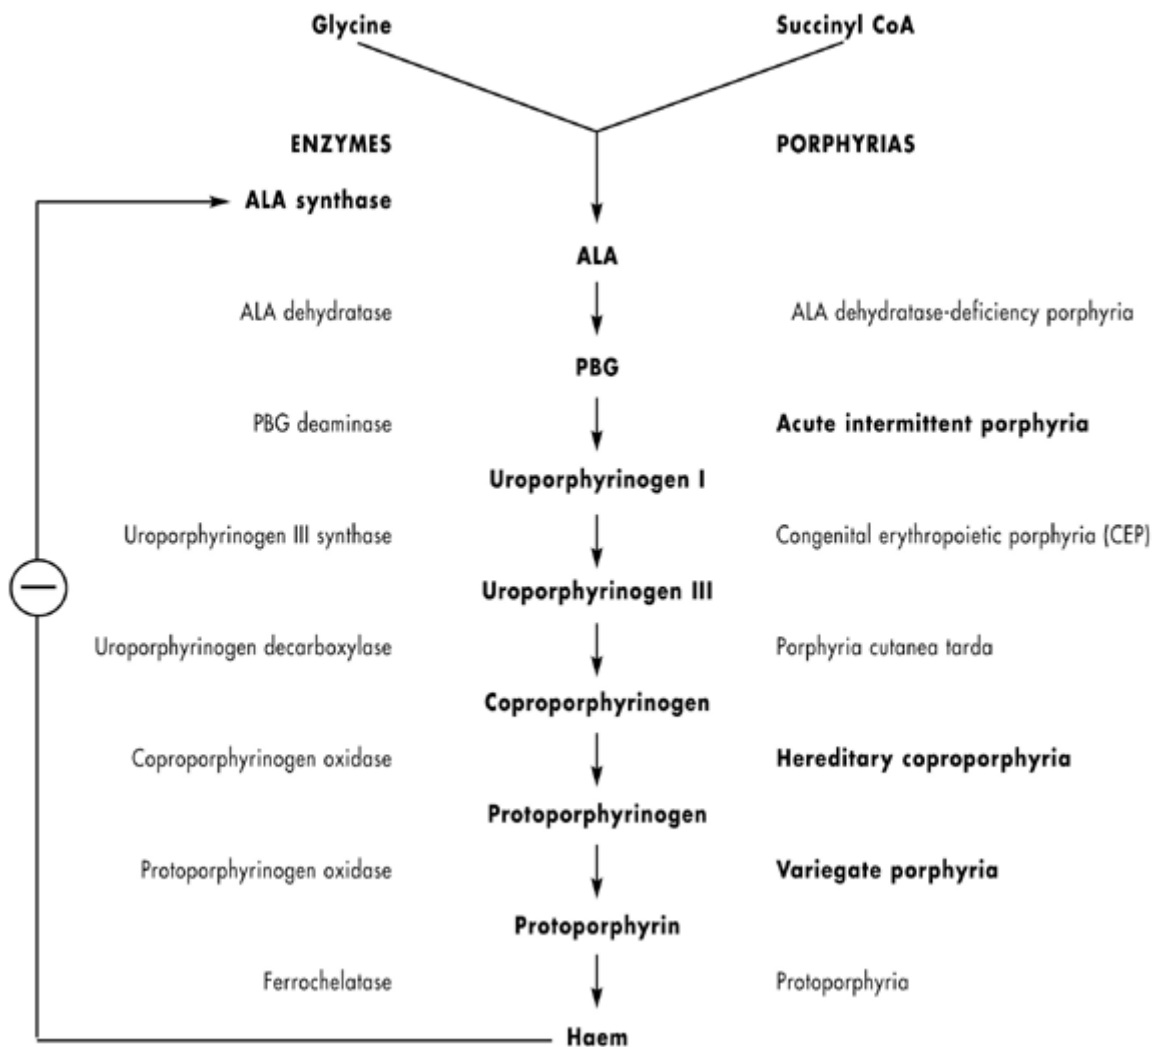 Glycine Succinyl CoA
ENZYMES PORPHYRIAS
ALA synthase
ALA
ALA dehydratase ALA dehydratase-deficiency porphyria
PBG
PBG deaminase Acute intermittent porphyria
Uroporphyrinogen I
Uroporphyrinogen III synthase Congenital erythropoietic porphyria (CEP)
Uroporphyrinogen III
Uroporphyrinogen decarboxylase Porphyria cutanea tarda
Coproporphyrinogen
Coproporphyrinogen oxidase Hereditary coproporphyria
Protoporphyrinogen
Protoporphyrinogen oxidase Variegate porphyria
Protoporphyrin
Ferrochelatase Protoporphyria
Haem